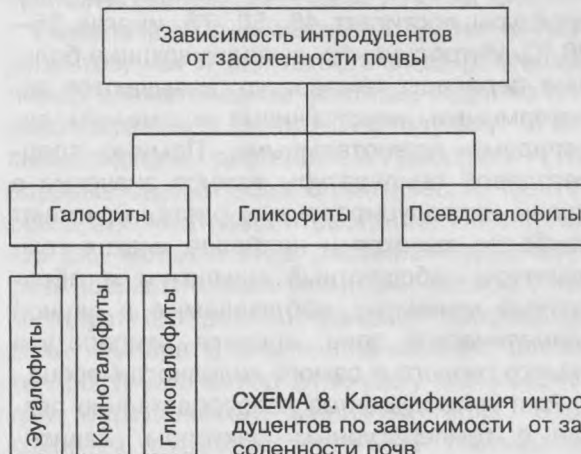 Зависимость интродуцентов
от засоленности почвы
Галофиты
Гликофиты
Псевдогалофиты
Эугалофиты
Криногалофиты
Гликогалофиты
СХЕМА 8. Классификация интро-
дуцентов по зависимости от за-
соленности почв